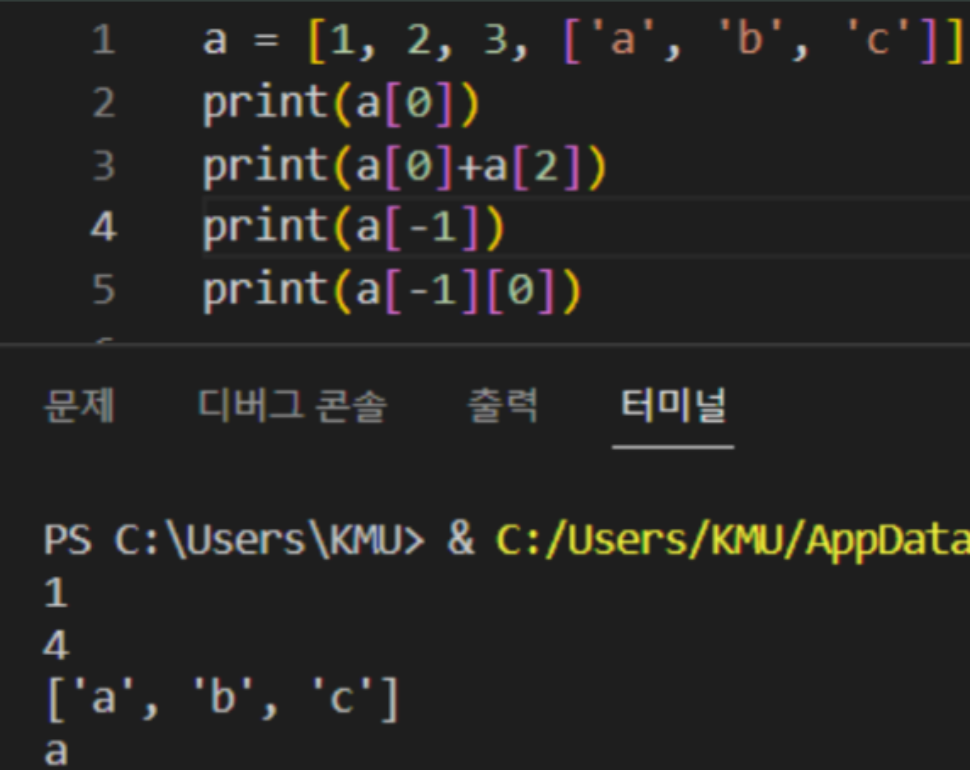 1 a = [1, 2, 3, ['a', 'b', 'c']]
2 print(a[0])
3 print(a[0]+a[2])
4 print(a[-1])
5 print(a[-1][0])
문제 디버그 콘솔 출력 터미널
PS C:\Users\KMU> & C:/Users/KMU/AppData
1
4
['a', 'b', 'c']
a